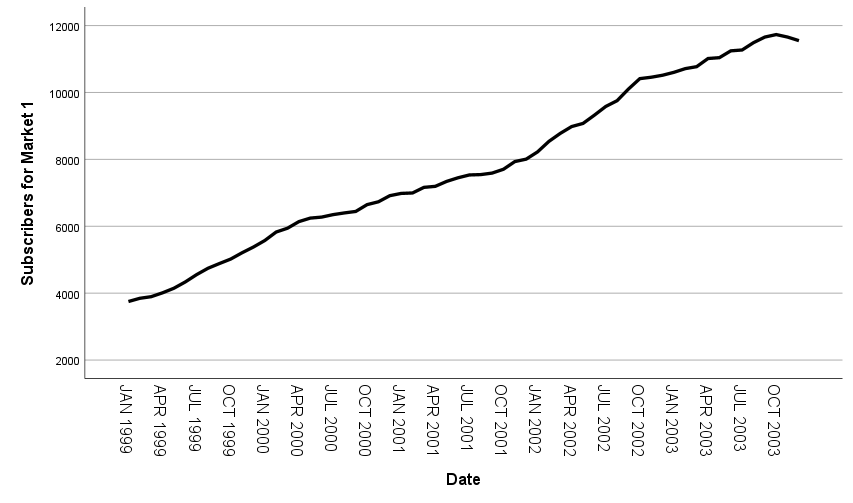 12000
10000
8000
6000
4000
2000
Subscribers for Market 1
JAN 1999
APR 1999
JUL 1999
OCT 1999
JAN 2000
APR 2000
JUL 2000
OCT 2000
JAN 2001
APR 2001
JUL 2001
OCT 2001
JAN 2002
APR 2002
JUL 2002
OCT 2002
JAN 2003
APR 2003
JUL 2003
OCT 2003
Date